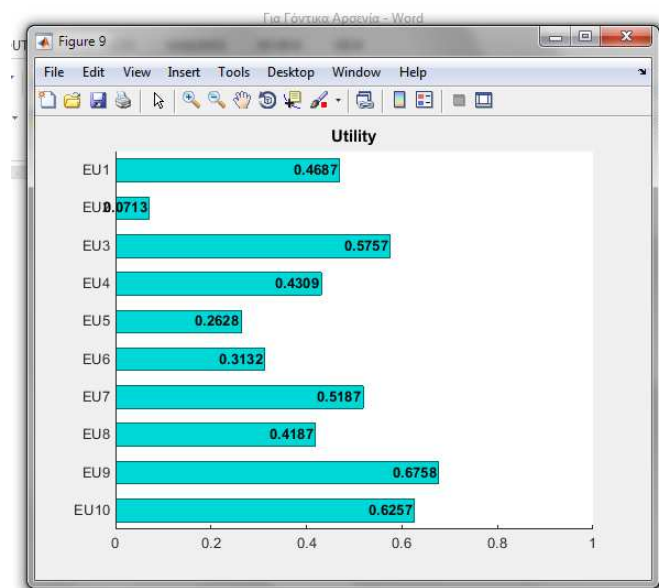 Για Γόντικα Αρσενία - Word
Figure 9
File Edit View Insert Tools Desktop Window Help
Utility
EU1 0.4687
EU2 0.0713
EU3 0.5757
EU4 0.4309
EU5 0.2628
EU6 0.3132
EU7 0.5187
EU8 0.4187
EU9 0.6758
EU10 0.6257
0 0.2 0.4 0.6 0.8 1